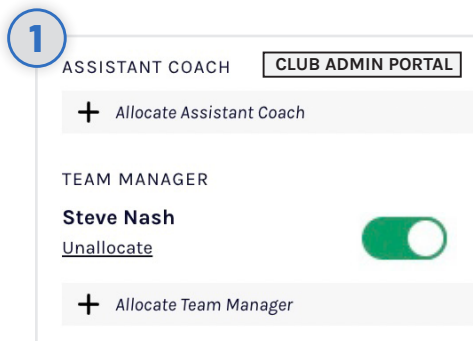 1
ASSISTANT COACH CLUB ADMIN PORTAL
+ Allocate Assistant Coach
TEAM MANAGER
Steve Nash
Unallocate
+ Allocate Team Manager